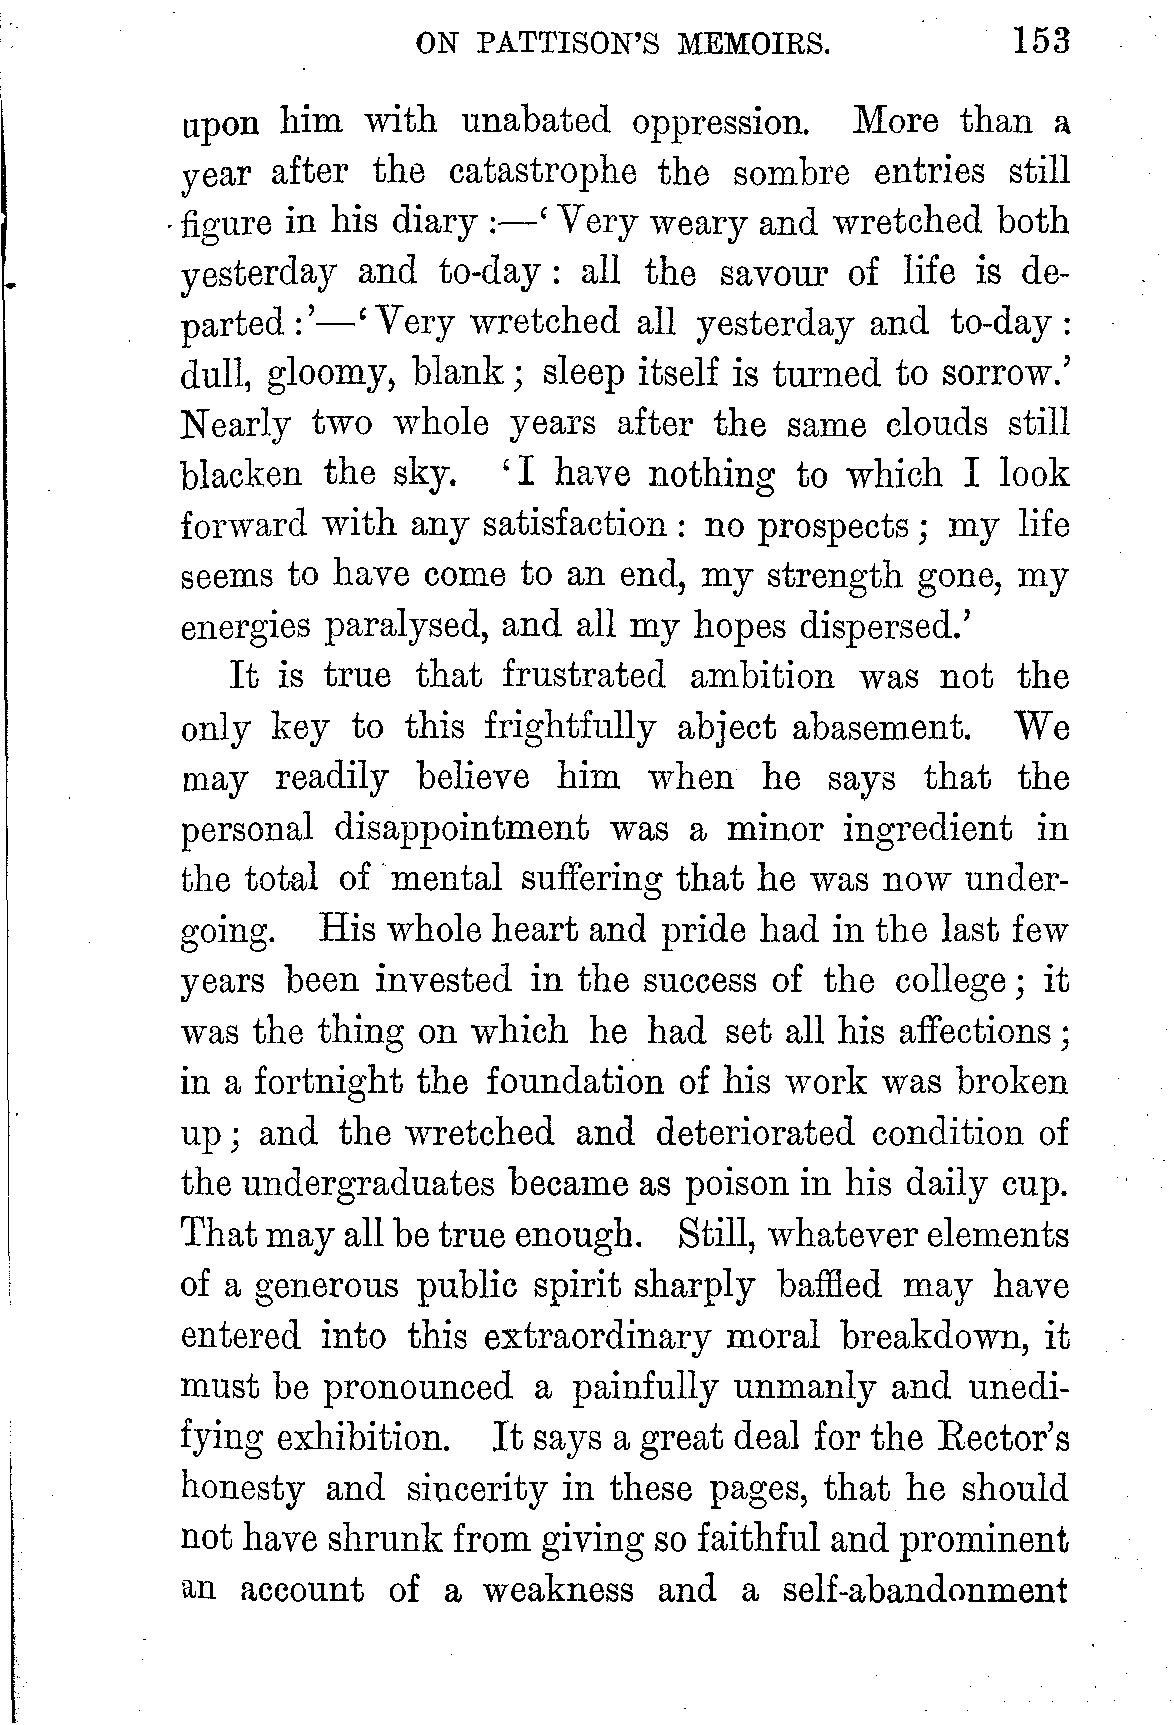 ON PATTISON'S MEMOIRS. 153
upon him with unabated oppression. More than a
year after the catastrophe the sombre entries still
figure in his diary :—‘Very weary and wretched both
yesterday and to-day : all the savour of life is de-
parted :’—‘Very wretched all yesterday and to-day :
dull, gloomy, blank ; sleep itself is turned to sorrow.’
Nearly two whole years after the same clouds still
blacken the sky. ‘I have nothing to which I look
forward with any satisfaction : no prospects ; my life
seems to have come to an end, my strength gone, my
energies paralysed, and all my hopes dispersed.’
It is true that frustrated ambition was not the
only key to this frightfully abject abasement. We
may readily believe him when he says that the
personal disappointment was a minor ingredient in
the total of mental suffering that he was now under-
going. His whole heart and pride had in the last few
years been invested in the success of the college ; it
was the thing on which he had set all his affections ;
in a fortnight the foundation of his work was broken
up ; and the wretched and deteriorated condition of
the undergraduates became as poison in his daily cup.
That may all be true enough. Still, whatever elements
of a generous public spirit sharply baffled may have
entered into this extraordinary moral breakdown, it
must be pronounced a painfully unmanly and unedi-
fying exhibition. It says a great deal for the Rector's
honesty and sincerity in these pages, that he should
not have shrunk from giving so faithful and prominent
an account of a weakness and a self-abandonment